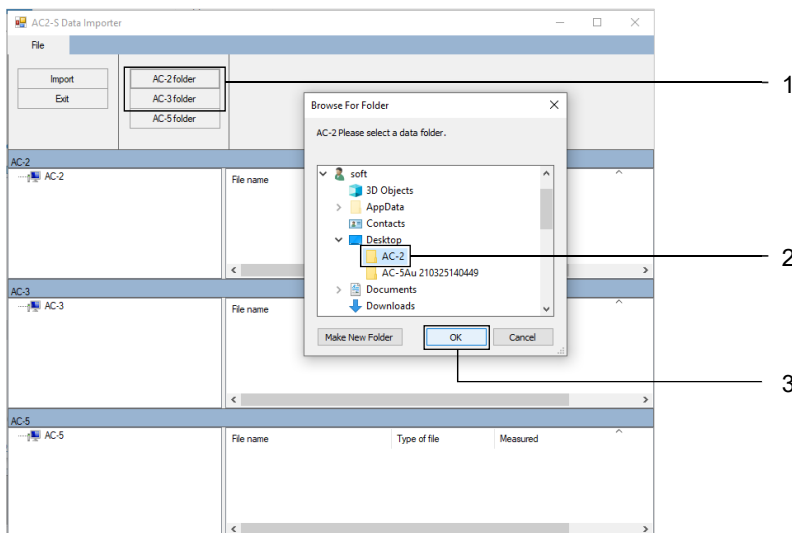 AC2-S Data Importer
File
Import
Exit
AC-2 folder
AC-3 folder
AC-5 folder
1
Browse For Folder
AC-2 Please select a data folder.
soft
3D Objects
AppData
Contacts
Desktop
AC-2
AC-5Au 210325140449
Documents
Downloads
Make New Folder
OK
Cancel
2
3
AC-2
AC-2
File name
AC-3
AC-3
File name
AC-5
AC-5
File name
Type of file
Measured